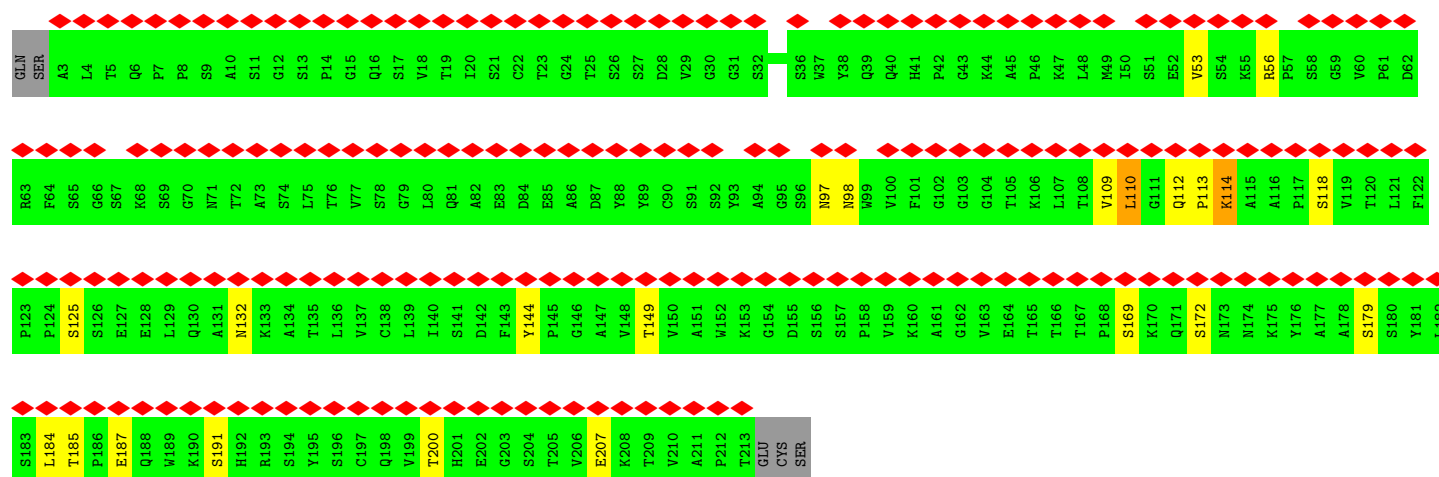 GLN SER A3 L4 T5 Q6 P7 P8 S9 A10 S11 G12 S13 P14 G15 Q16 S17 V18 T19 I20 S21 C22 T23 G24 T25 S26 S27 D28 V29 G30 G31 S32 S36 W37 Y38 Q39 Q40 H41 P42 G43 K44 A45 P46 K47 L48 M49 I50 S51 E52 V53 S54 K55 R56 P57 S58 G59 V60 P61 D62
R63 F64 S65 G66 S67 K68 S69 G70 N71 T72 A73 S74 L75 T76 V77 S78 G79 L80 Q81 A82 E83 D84 E85 A86 D87 Y88 Y89 C90 S91 S92 Y93 A94 G95 S96 N97 N98 W99 V100 F101 G102 G103 G104 T105 K106 L107 T108 V109 L110 G111 Q112 P113 K114 A115 A116 P117 S118 V119 T120 L121 F122
P123 P124 S125 S126 E127 E128 L129 Q130 A131 N132 K133 A134 T135 L136 V137 C138 L139 I140 S141 D142 F143 Y144 P145 G146 A147 V148 T149 V150 A151 W152 K153 G154 D155 S156 S157 P158 V159 K160 A161 G162 V163 E164 T165 T166 T167 P168 S169 K170 Q171 S172 N173 N174 K175 Y176 A177 A178 S179 S180 Y181
S183 L184 T185 P186 E187 Q188 W189 K190 S191 H192 R193 S194 Y195 S196 C197 Q198 V199 T200 H201 E202 G203 S204 T205 V206 E207 K208 T209 V210 A211 P212 T213 GLU CYS SER